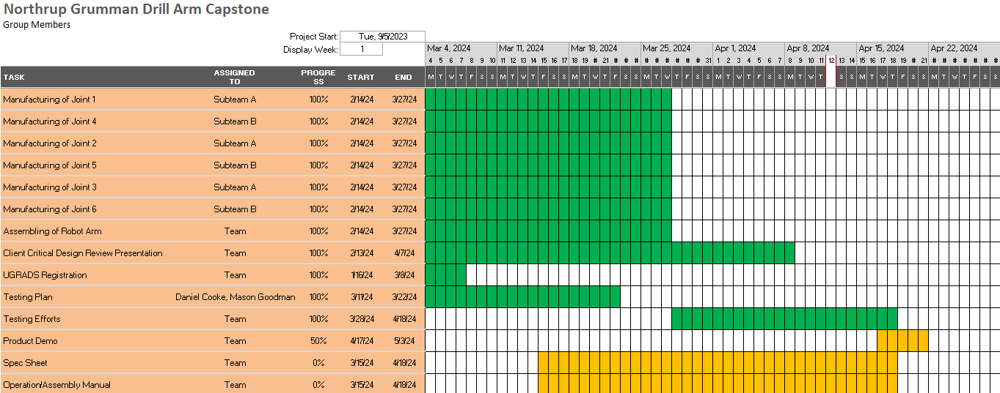 Northrup Grumman Drill Arm Capstone
Group Members
Project Start: Tue, 9/5/2023
Display Week: 1 Mar 4, 2024 Mar 11, 2024 Mar 18, 2024 Mar 25, 2024 Apr 1, 2024 Apr 8, 2024 Apr 15, 2024 Apr 22, 2024
4 5 6 7 8 9 10 11 12 13 14 15 16 17 18 19 # 21 # # # # # # # # # 31 1 2 3 4 5 6 7 8 9 # 11 12 13 14 15 16 17 18 19 # 21 # # # # # # #
TASK ASSIGNED TO PROGRE SS START END M T W T F S S M T W T F S S M T W T F S S M T W T F S S M T W T F S S M T W T S S M T W T F S S M T W T F S S
Manufacturing of Joint 1 Subteam A 100% 2/14/24 3/27/24
Manufacturing of Joint 4 Subteam B 100% 2/14/24 3/27/24
Manufacturing of Joint 2 Subteam A 100% 2/14/24 3/27/24
Manufacturing of Joint 5 Subteam B 100% 2/14/24 3/27/24
Manufacturing of Joint 3 Subteam A 100% 2/14/24 3/27/24
Manufacturing of Joint 6 Subteam B 100% 2/14/24 3/27/24
Assembling of Robot Arm Team 100% 2/14/24 3/27/24
Client Critical Design Review Presentation Team 100% 2/13/24 4/7/24
UGRADS Registration Team 100% 1/16/24 3/8/24
Testing Plan Daniel Cooke, Mason Goodman 100% 3/11/24 3/22/24
Testing Efforts Team 100% 3/28/24 4/18/24
Product Demo Team 50% 4/17/24 5/3/24
Spec Sheet Team 0% 3/15/24 4/18/24
Operation/Assembly Manual Team 0% 3/15/24 4/18/24